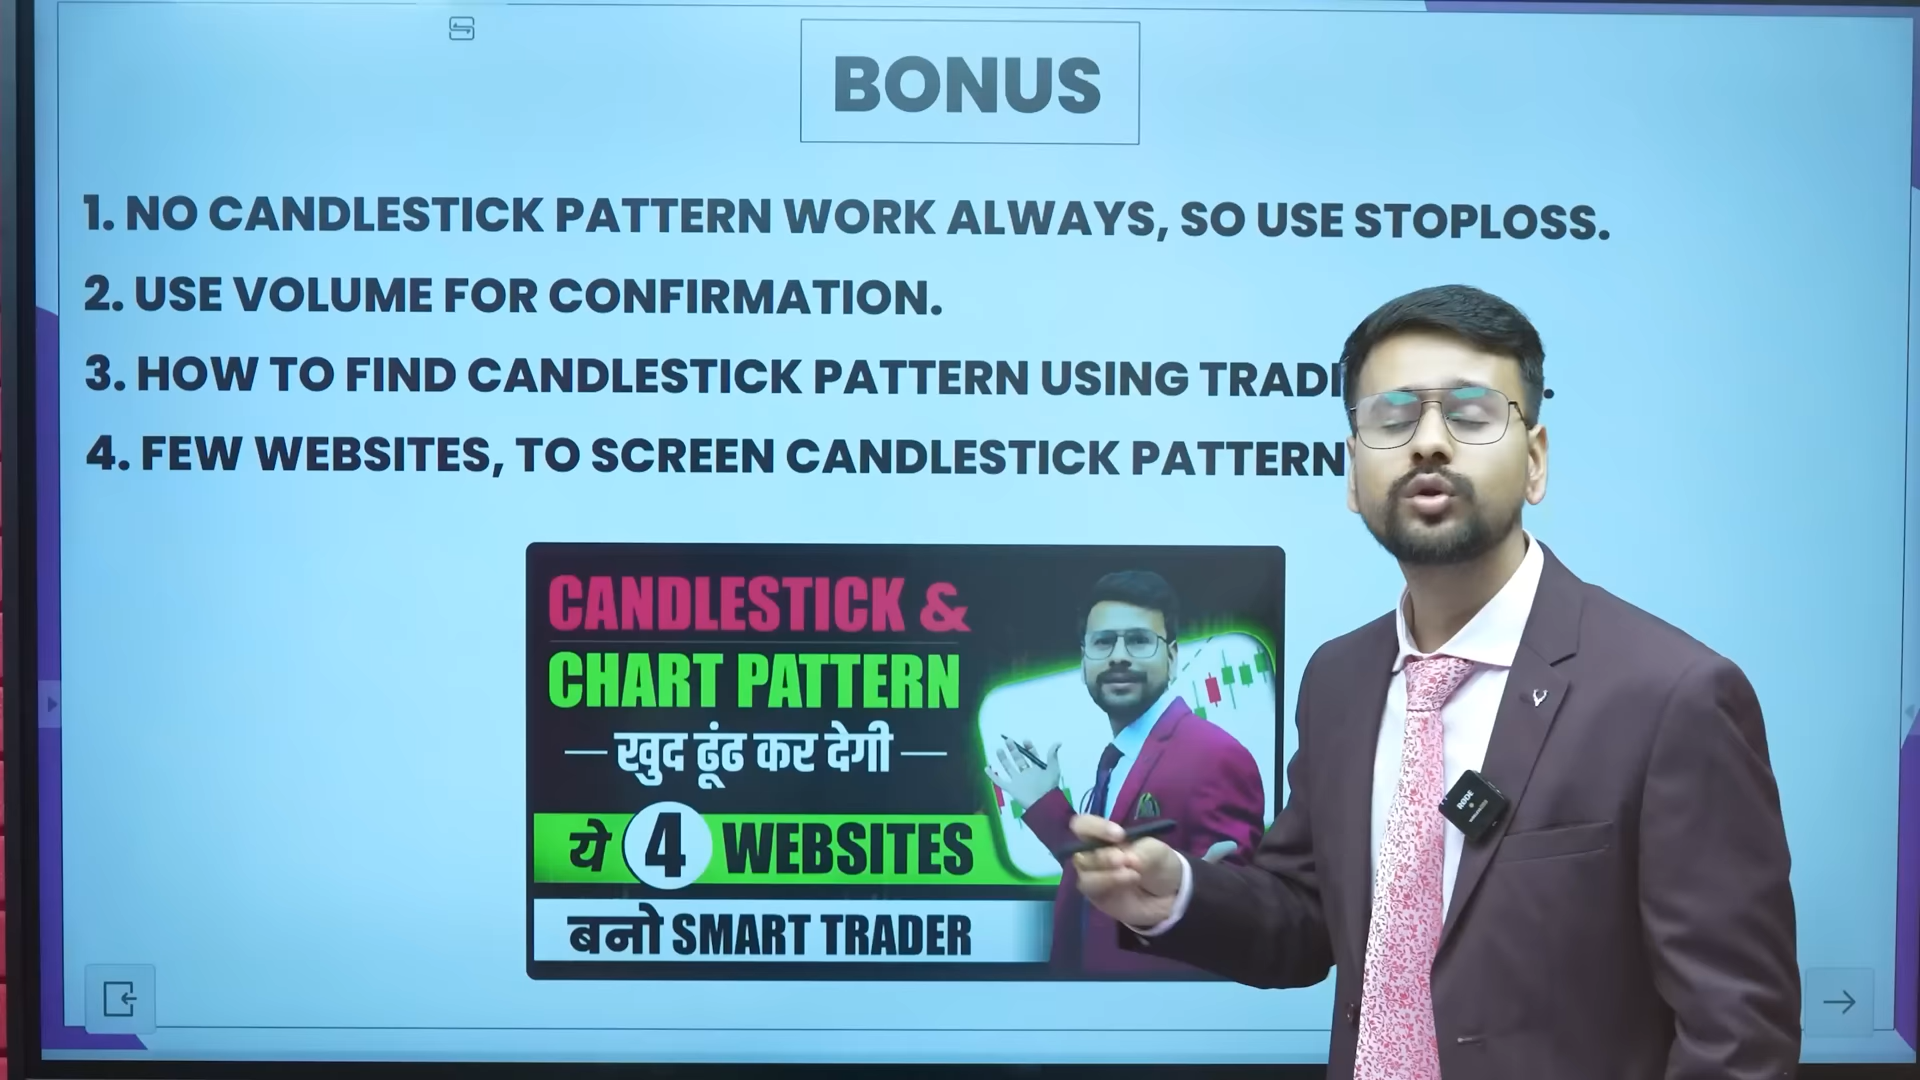 BONUS
1. NO CANDLESTICK PATTERN WORK ALWAYS, SO USE STOPLOSS.
2. USE VOLUME FOR CONFIRMATION.
3. HOW TO FIND CANDLESTICK PATTERN USING
4. FEW WEBSITES, TO SCREEN CANDLESTICK PATTERN
CANDLESTICK &
CHART PATTERN
— खुद ढूंढ कर देगी —
ये 4 WEBSITES
बनो SMART TRADER
RØDE